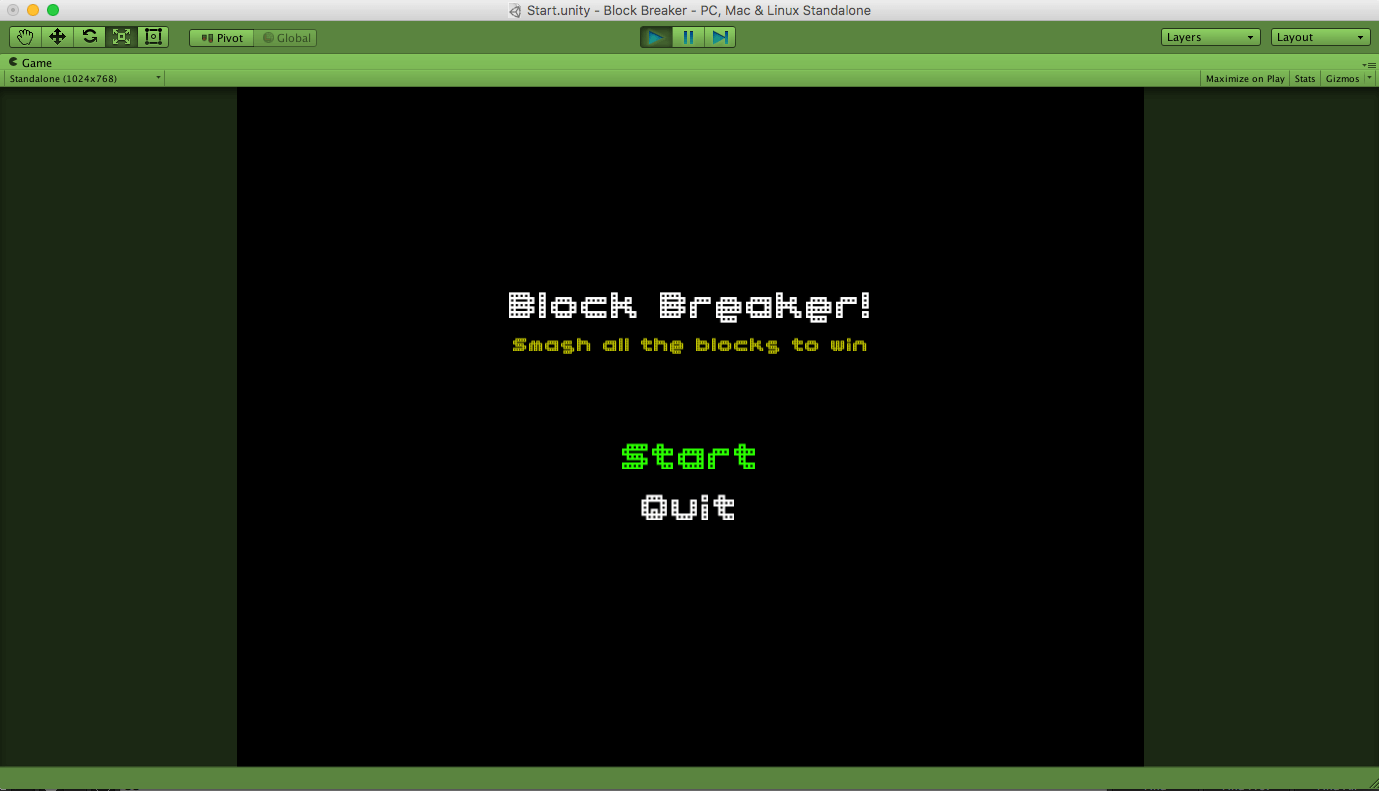 Start.unity - Block Breaker - PC, Mac & Linux Standalone
Pivot Global Layers Layout
Game
Standalone (1024x768) Maximize on Play Stats Gizmos
Block Breaker!
Smash all the blocks to win
Start
Quit